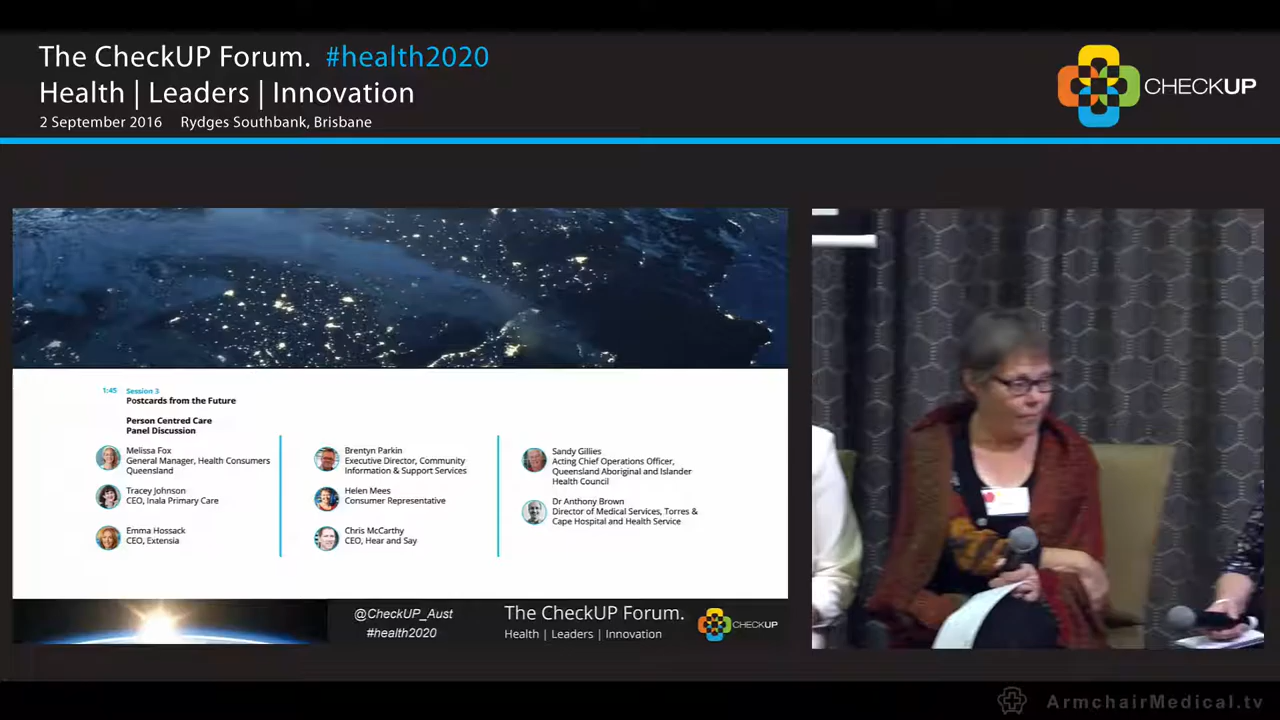 The CheckUP Forum. #health2020
Health | Leaders | Innovation
2 September 2016 Rydges Southbank, Brisbane
CHECKUP
1:45 Session 3
Postcards from the Future
Person Centred Care
Panel Discussion
Melissa Fox
General Manager, Health Consumers
Queensland
Tracey Johnson
CEO, Inala Primary Care
Emma Hossack
CEO, Extensia
Brentyn Parkin
Executive Director, Community
Information & Support Services
Helen Mees
Consumer Representative
Chris McCarthy
CEO, Hear and Say
Sandy Gillies
Acting Chief Operations Officer,
Queensland Aboriginal and Islander
Health Council
Dr Anthony Brown
Director of Medical Services, Torres &
Cape Hospital and Health Service
@CheckUP_Aust
#health2020
The CheckUP Forum.
Health | Leaders | Innovation
CHECKUP
ArmchairMedical.tv